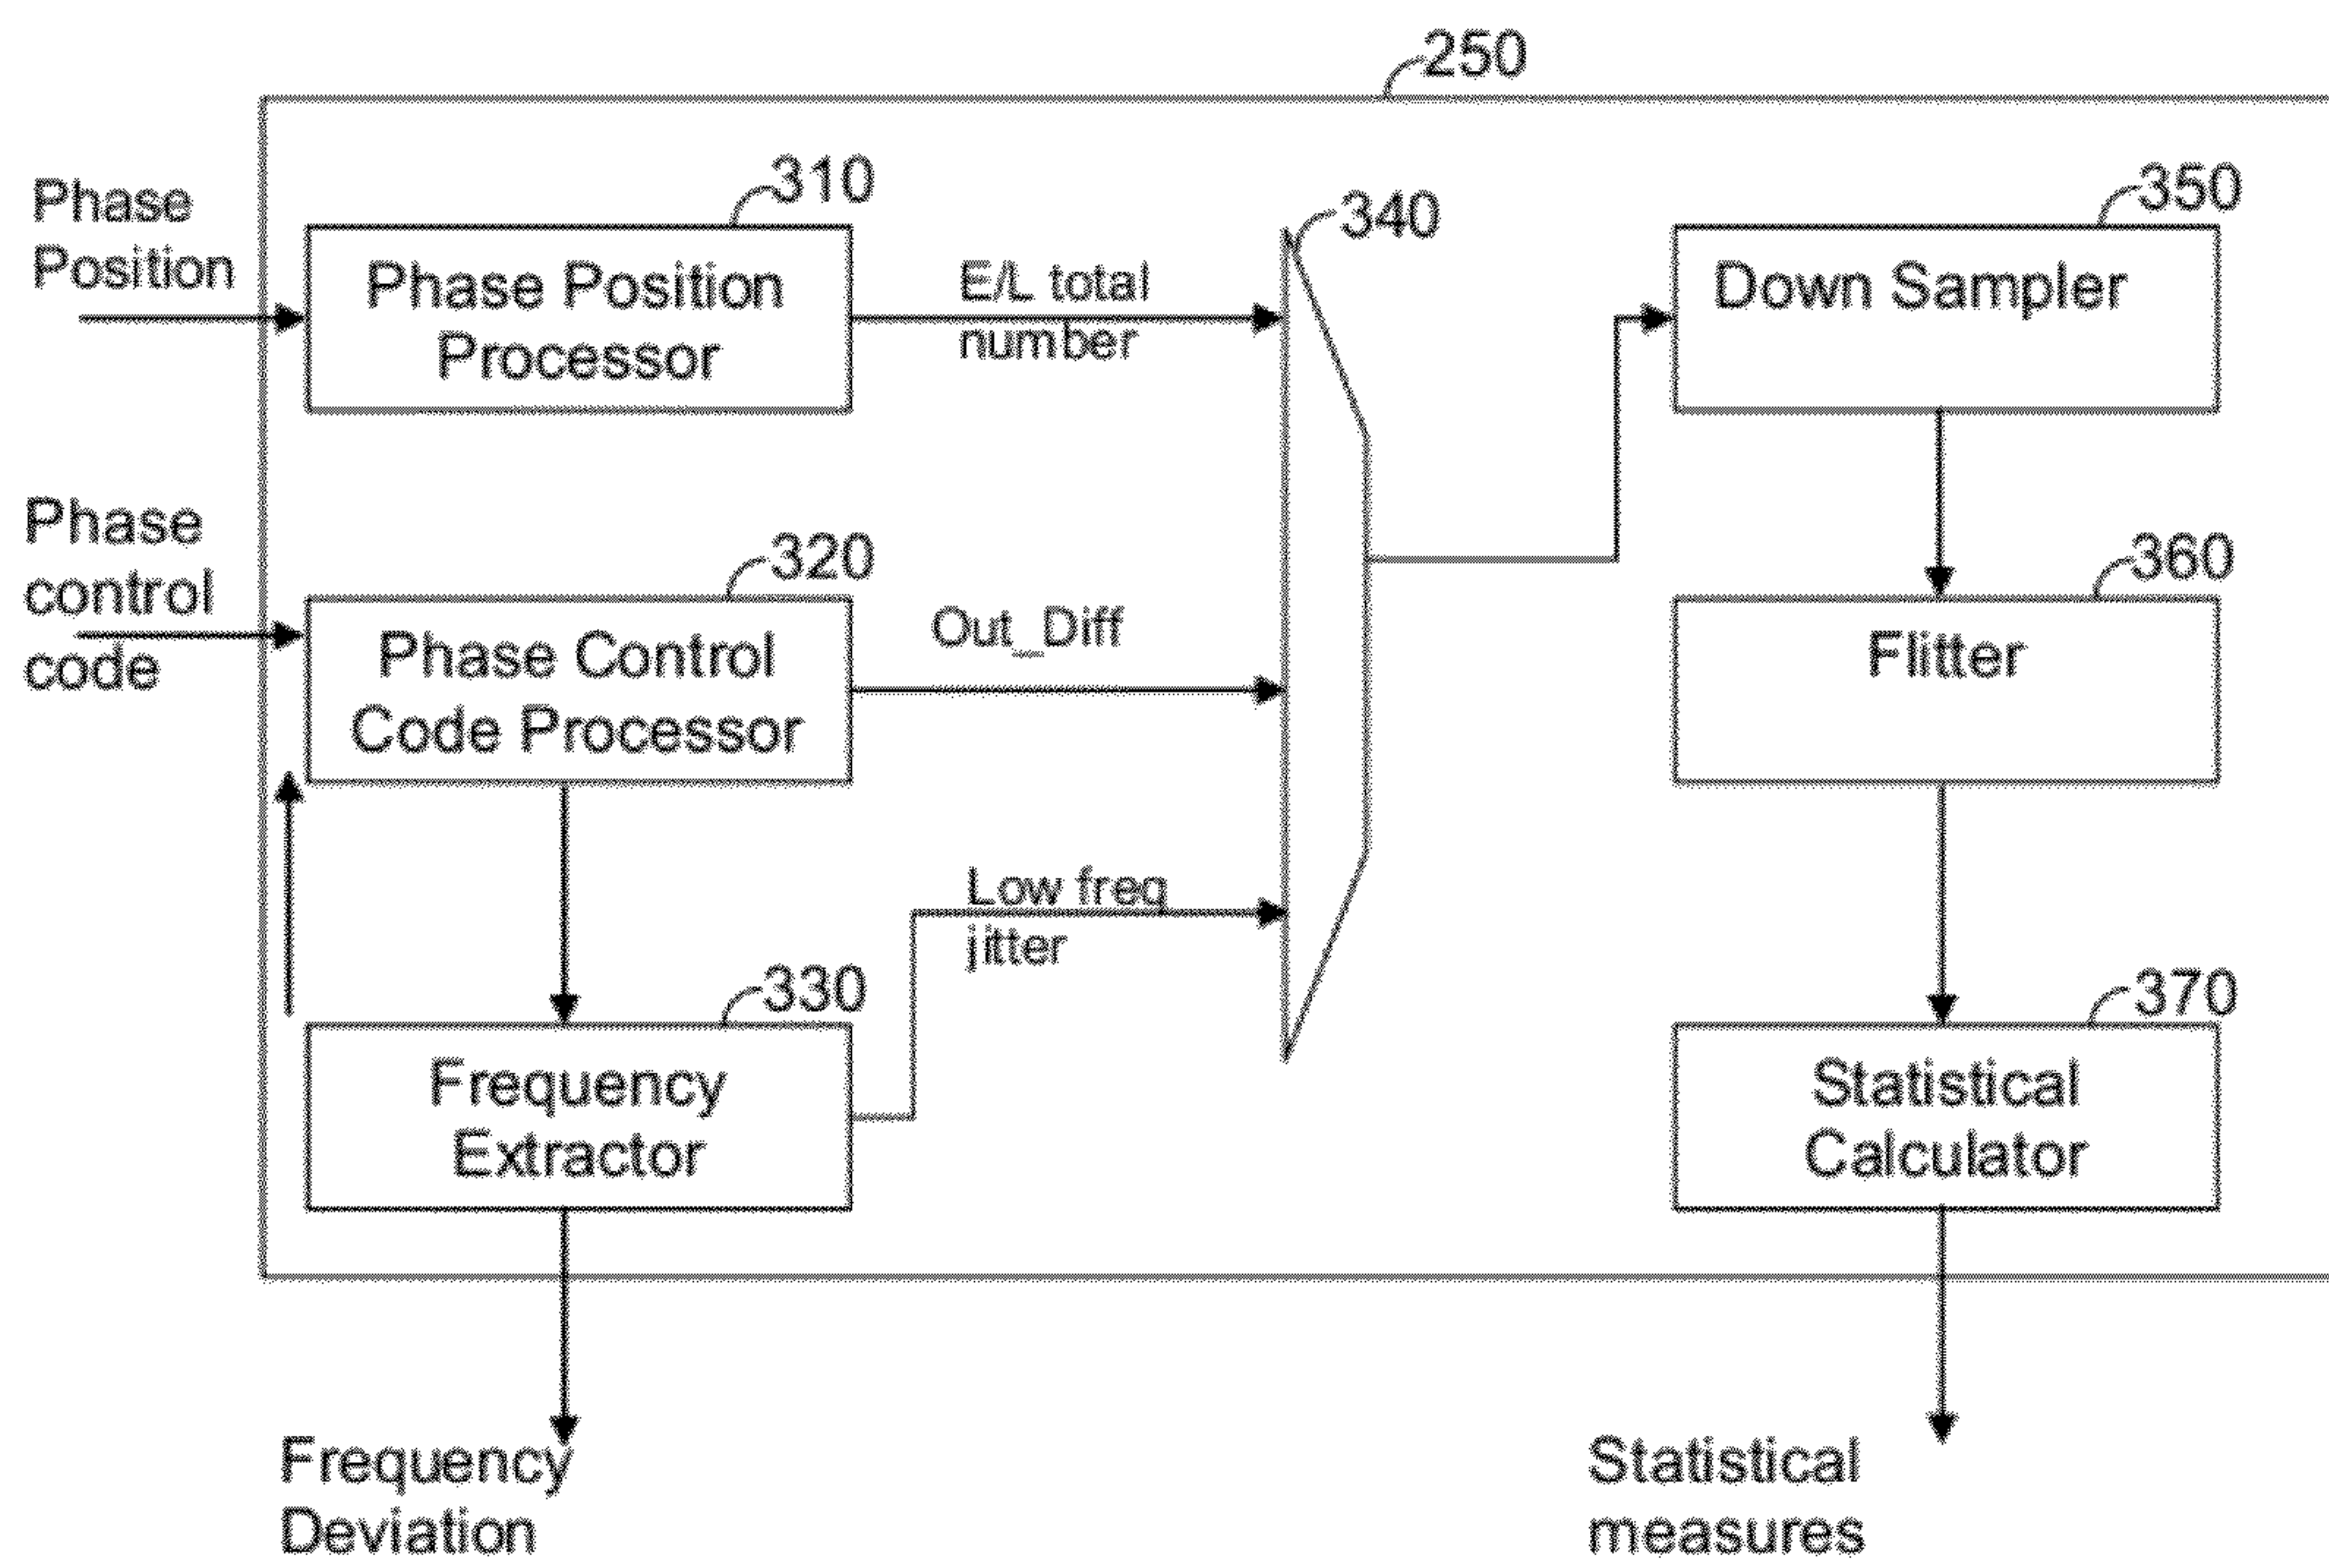 250
Phase
Position
310
Phase Position
Processor
E/L total
number
340
350
Down Sampler
Phase
control
code
320
Phase Control
Code Processor
Out_Diff
360
Flitter
Low freq
jitter
330
Frequency
Extractor
370
Statistical
Calculator
Frequency
Deviation
Statistical
measures